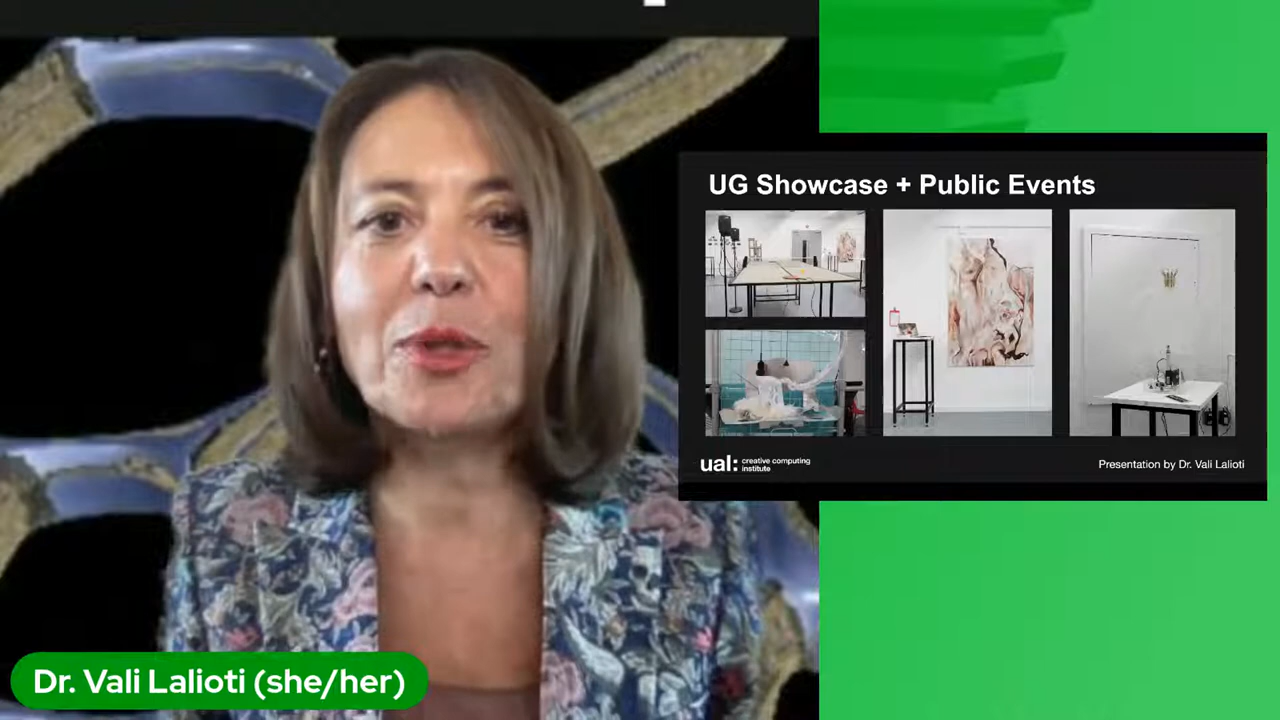 UG Showcase + Public Events
ual: creative computing
institute
Presentation by Dr. Vali Lalioti
Dr. Vali Lalioti (she/her)